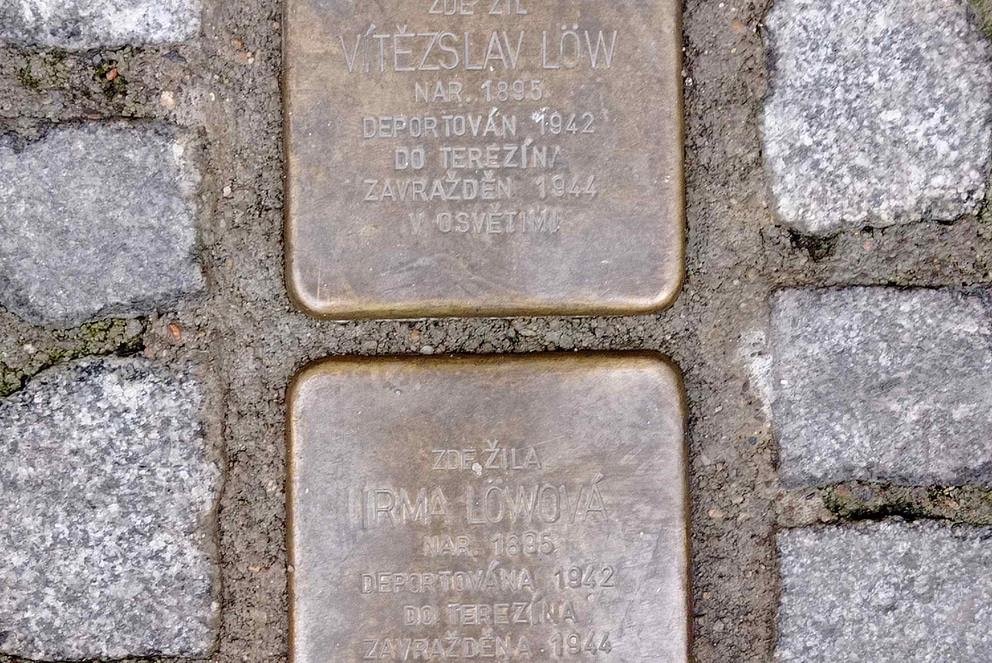 ZDE ŽIL
VÍTĚZSLAV LÖW
NAR. 1895
DEPORTOVÁN 1942
DO TEREZÍNA
ZAVRAŽDĚN 1944
V OSVĚTIMI
ZDE ŽILA
IRMA LÖWOVÁ
NAR. 1895
DEPORTOVÁNA 1942
DO TEREZÍNA
ZAVRAŽDĚNA 1944